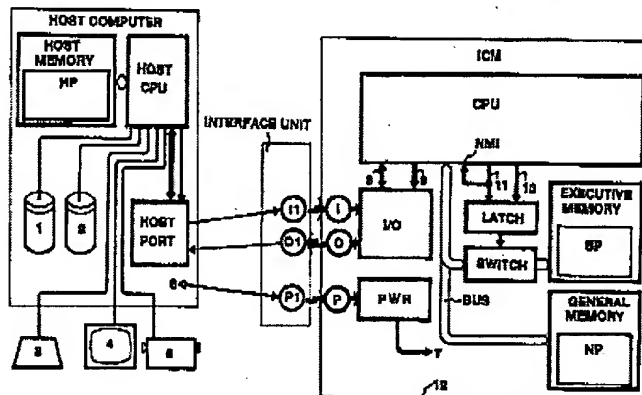 HOST COMPUTER
HOST
MEMORY
HP
HOST
CPU
1
2
HOST
PORT
6
3
4
5
INTERFACE UNIT
I1
O1
P1
ICM
CPU
NMI
8
9
11
10
I
O
P
I/O
LATCH
SWITCH
EXECUTIVE
MEMORY
PWR
BUS
7
GENERAL
MEMORY
NP
12